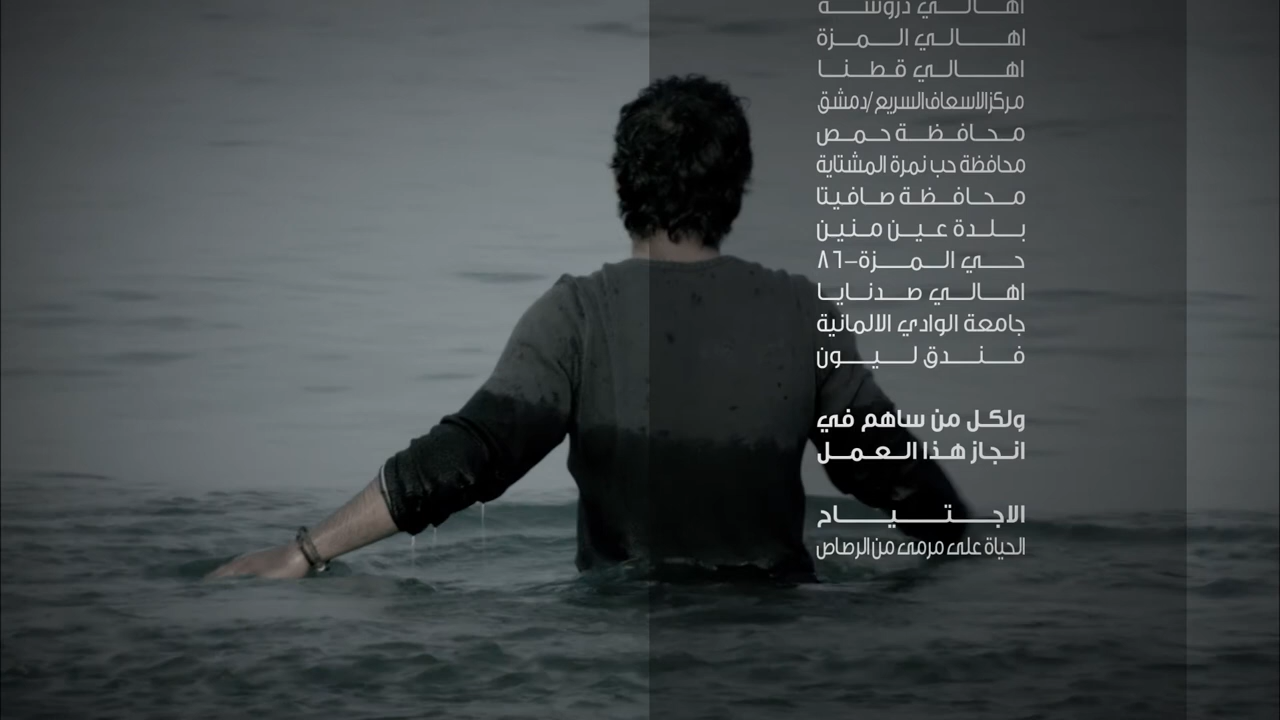 اهالي دروشة
اهالي المزة
اهالي قطنا
مركز الاسعاف السريع /دمشق
محافظة حمص
محافظة حب نمرة المشتاية
محافظة صافيتا
بلدة عين منين
حي المزة-٨٦
اهالي صدنايا
جامعة الوادي الالمانية
فندق ليون
ولكل من ساهم في
انجاز هذا العمل
الاجتياح
الحياة على مرمى من الرصاص